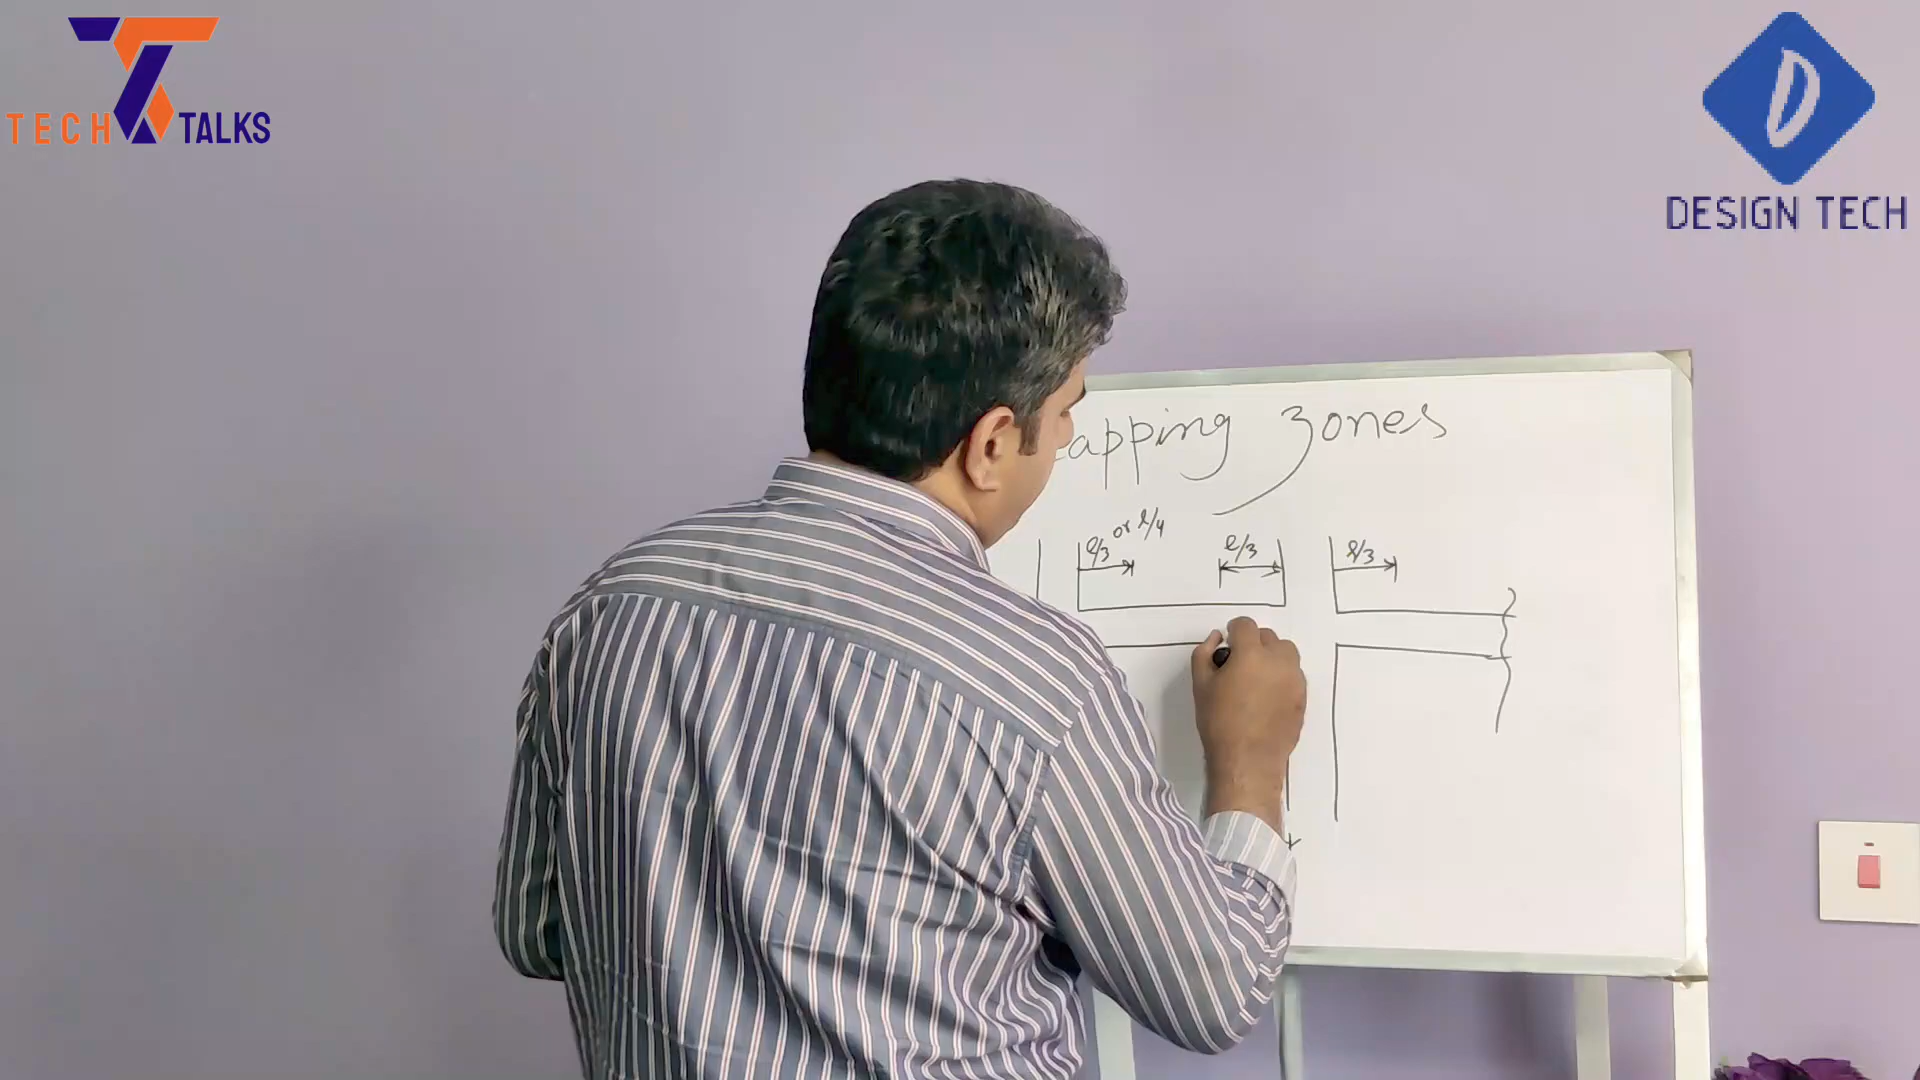 TECH TALKS
DESIGN TECH
apping zones
l/3 or l/4
l/3
l/3